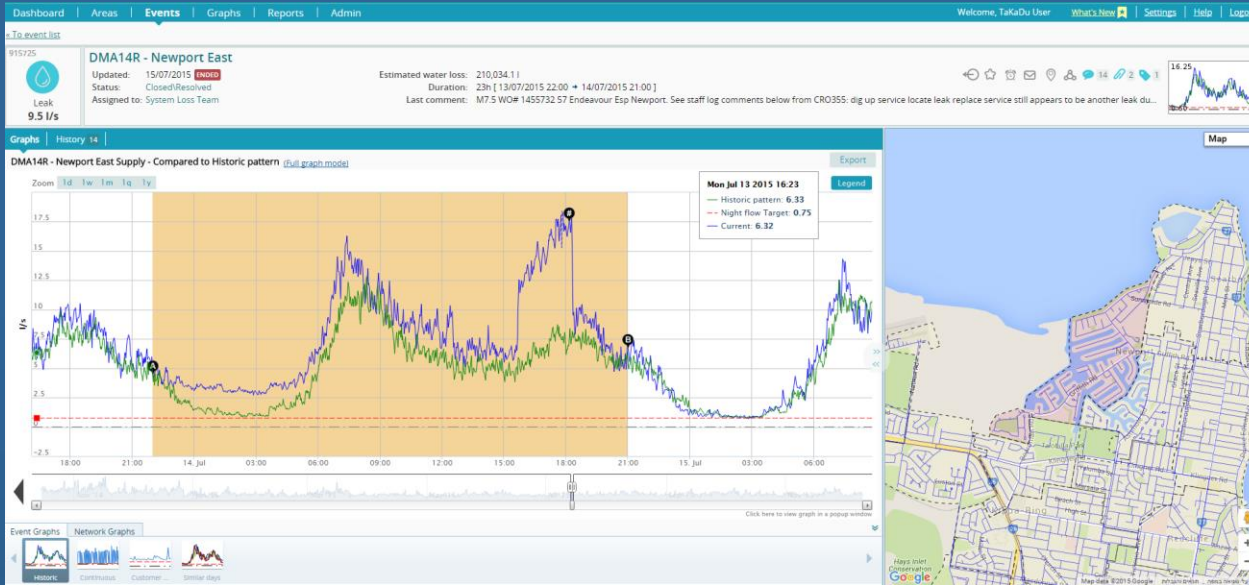 Dashboard | Areas | Events | Graphs | Reports | Admin
Welcome, TaKaDu User What's New | Settings | Help | Logo
« To event list
915725
Leak
9.5 l/s
DMA14R - Newport East
Updated: 15/07/2015 ENDED
Status: Closed\Resolved
Assigned to: System Loss Team
Estimated water loss: 210,034.1 l
Duration: 23h [ 13/07/2015 22:00 → 14/07/2015 21:00 ]
Last comment: M7.5 WO# 1455732 57 Endeavour Esp Newport. See staff log comments below from CRO355: dig up service locate leak replace service still appears to be another leak du...
14 2 1
16.25
Graphs | History 14
DMA14R - Newport East Supply - Compared to Historic pattern (Full graph mode)
Export
Zoom 1d 1w 1m 1q 1y
Legend
Mon Jul 13 2015 16:23
Historic pattern: 6.33
Night flow Target: 0.75
Current: 6.32
17.5
15
12.5
10
7.5
5
2.5
0
-2.5
l/s
A
B
18:00 21:00 14. Jul 03:00 06:00 09:00 12:00 15:00 18:00 21:00 15. Jul 03:00 06:00
Click here to view graph in a popup window
Event Graphs Network Graphs
Historic Continuous Customer ... Similar days
Map
Hays Inlet
Conservation
Google
Map data ©2015 Google